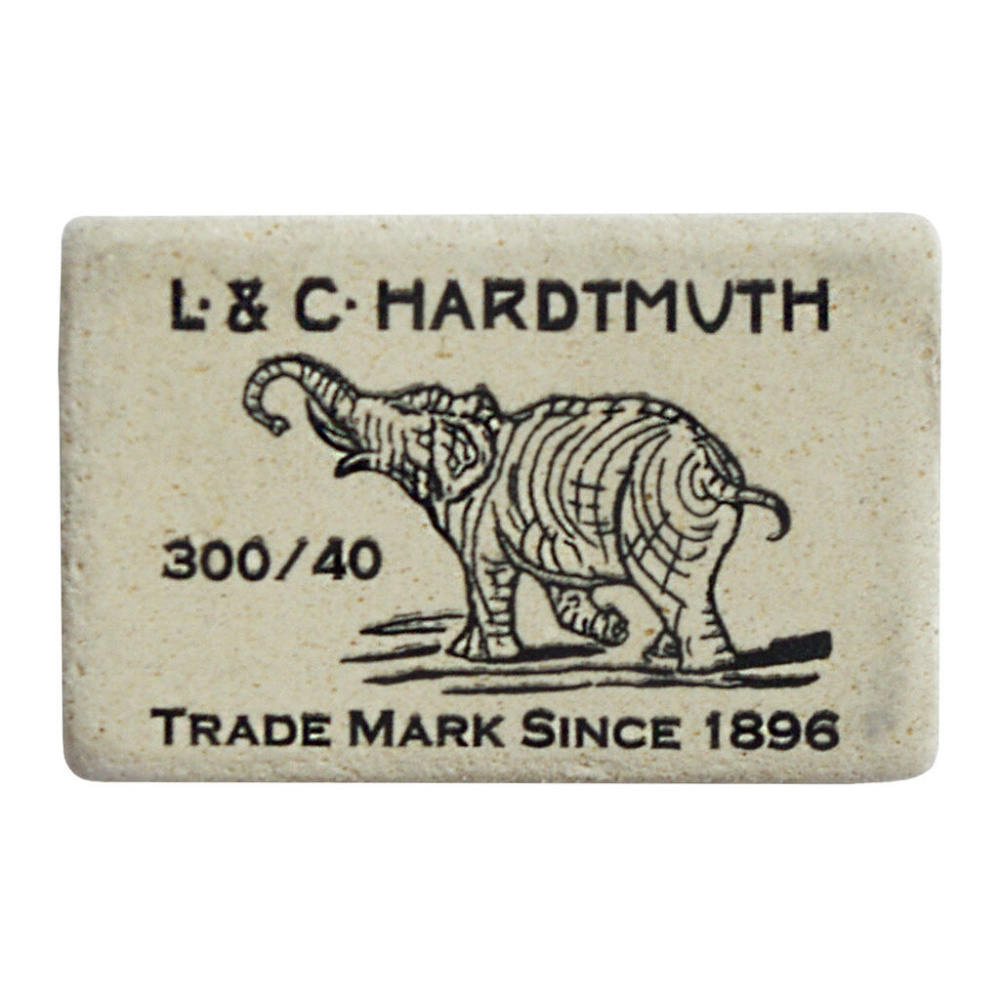 L. & C. HARDTMUTH
300/40
TRADE MARK SINCE 1896